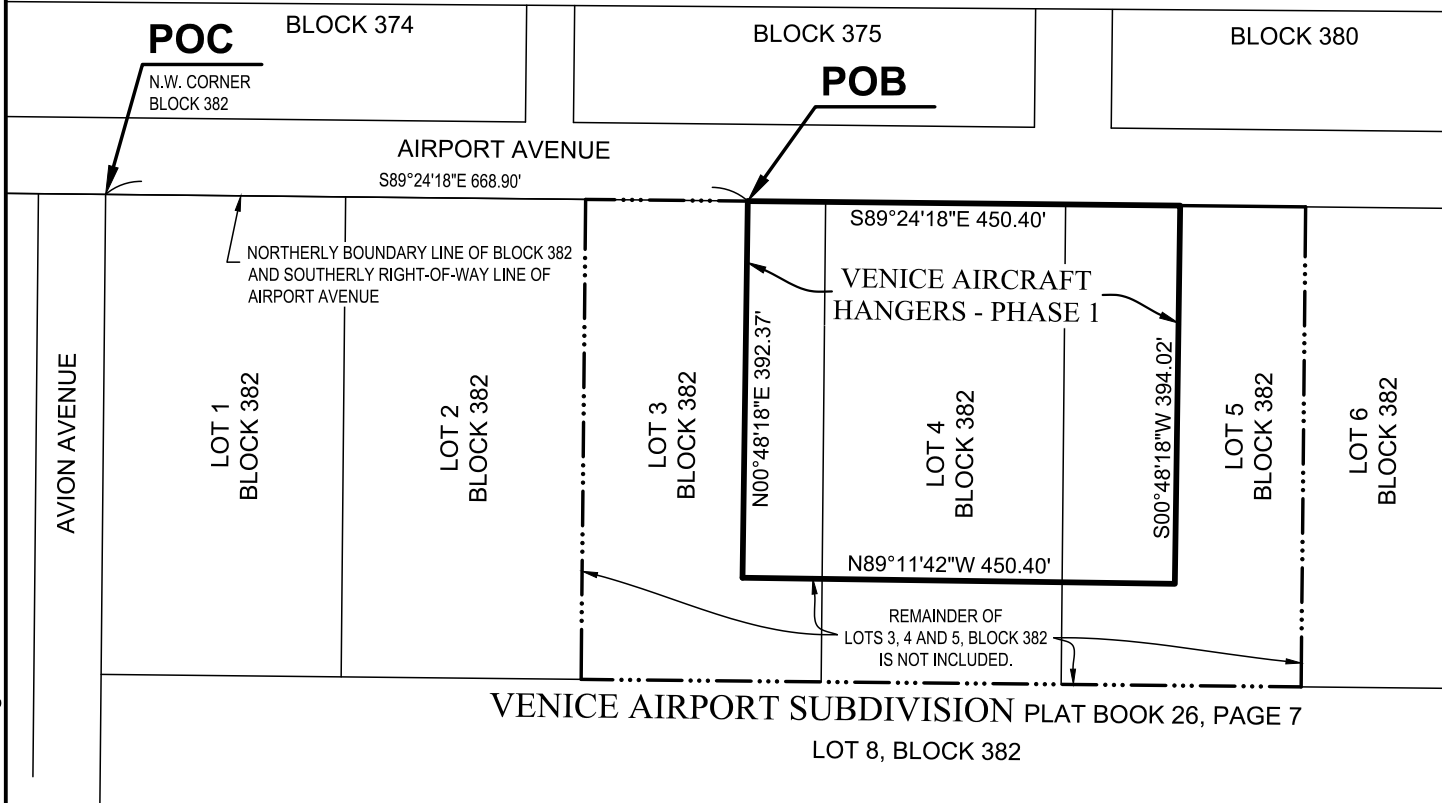 BLOCK 374
BLOCK 375
BLOCK 380
POC
N.W. CORNER
BLOCK 382
POB
AIRPORT AVENUE
S89°24'18"E 668.90'
S89°24'18"E 450.40'
NORTHERLY BOUNDARY LINE OF BLOCK 382
AND SOUTHERLY RIGHT-OF-WAY LINE OF
AIRPORT AVENUE
VENICE AIRCRAFT
HANGERS - PHASE 1
AVION AVENUE
LOT 1
BLOCK 382
LOT 2
BLOCK 382
LOT 3
BLOCK 382
N00°48'18"E 392.37'
LOT 4
BLOCK 382
S00°48'18"W 394.02'
LOT 5
BLOCK 382
LOT 6
BLOCK 382
N89°11'42"W 450.40'
REMAINDER OF
LOTS 3, 4 AND 5, BLOCK 382
IS NOT INCLUDED.
VENICE AIRPORT SUBDIVISION PLAT BOOK 26, PAGE 7
LOT 8, BLOCK 382